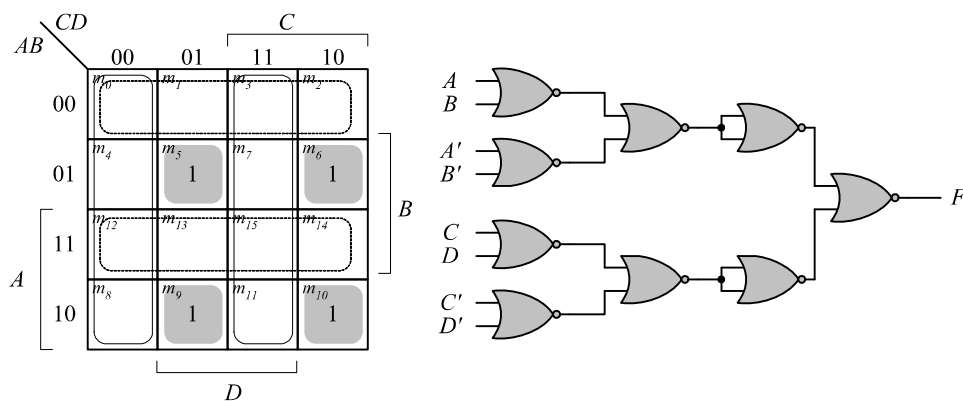 CD
AB
C
00 01 11 10
00 m0 m1 m3 m2
01 m4 m5 1 m7 m6 1
11 m12 m13 m15 m14
10 m8 m9 1 m11 m10 1
A
B
D
A
B
A'
B'
C
D
C'
D'
F